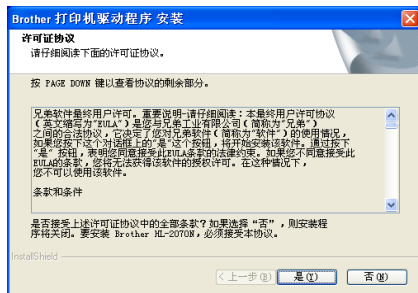 Brother 打印机驱动程序 安装
许可证协议
请仔细阅读下面的许可证协议。
按 PAGE DOWN 键以查看协议的剩余部分。
兄弟软件最终用户许可。重要说明-请仔细阅读：本最终用户许可协议
（英文缩写为"EULA"）是您与兄弟工业有限公司（简称为"兄弟"）
之间的合法协议，它决定了您对兄弟软件（简称为"软件"）的使用情况，
如果您按下这个对话框上的"是"这个按钮，将开始安装该软件。通过按下
"是" 按钮，表明您同意接受此EULA条款的法律约束。如果您不同意接受此
EULA的条款，您将无法获得该软件的授权许可。在这种情况下，
您不可以使用该软件。
条款和条件
是否接受上述许可证协议中的全部条款？如果选择 “否” ，则安装程
序将关闭。要安装 Brother HL-2070N，必须接受本协议。
InstallShield
< 上一步(B)
是(Y)
否(N)